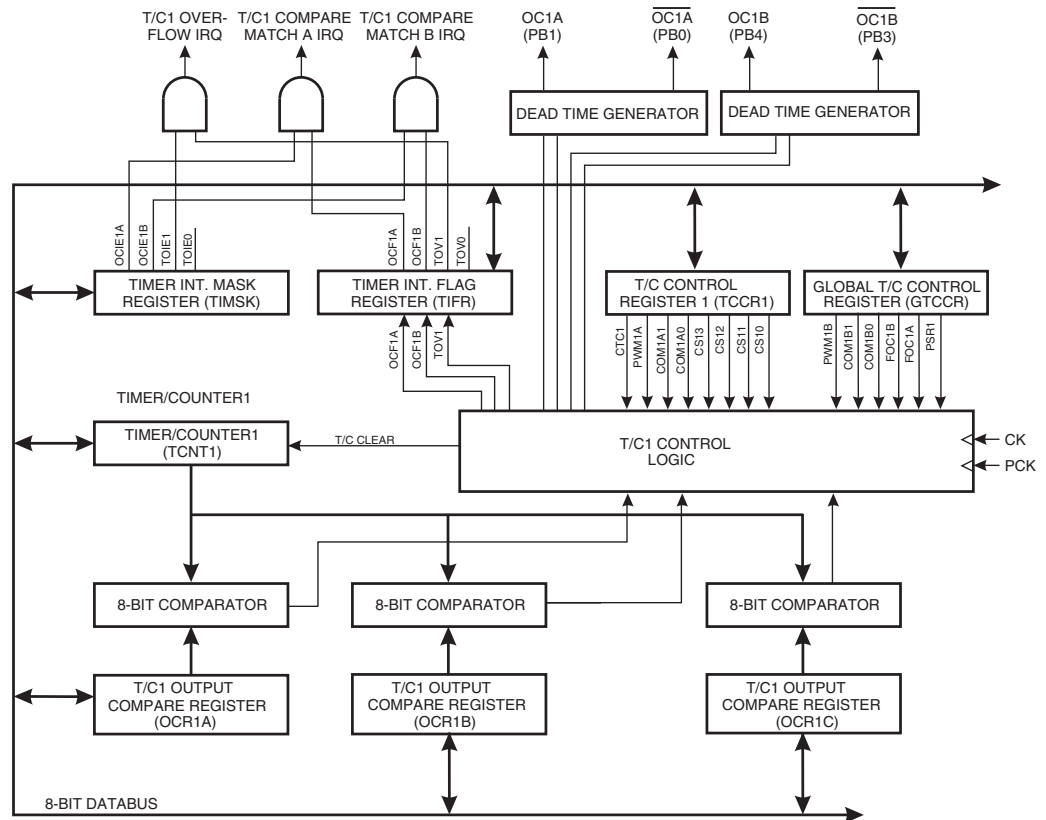 T/C1 OVER-
FLOW IRQ
T/C1 COMPARE
MATCH A IRQ
T/C1 COMPARE
MATCH B IRQ
OC1A
(PB1)
OC1A
(PB0)
OC1B
(PB4)
OC1B
(PB3)
DEAD TIME GENERATOR
DEAD TIME GENERATOR
OCIE1A
OCIE1B
TOIE1
TOIE0
OCF1A
OCF1B
TOV1
TOV0
TIMER INT. MASK
REGISTER (TIMSK)
TIMER INT. FLAG
REGISTER (TIFR)
T/C CONTROL
REGISTER 1 (TCCR1)
GLOBAL T/C CONTROL
REGISTER (GTCCR)
OCF1A
OCF1B
TOV1
CTC1
PWM1A
COM1A1
COM1A0
CS13
CS12
CS11
CS10
PWM1B
COM1B1
COM1B0
FOC1B
FOC1A
PSR1
TIMER/COUNTER1
TIMER/COUNTER1
(TCNT1)
T/C CLEAR
T/C1 CONTROL
LOGIC
CK
PCK
8-BIT COMPARATOR
8-BIT COMPARATOR
8-BIT COMPARATOR
T/C1 OUTPUT
COMPARE REGISTER
(OCR1A)
T/C1 OUTPUT
COMPARE REGISTER
(OCR1B)
T/C1 OUTPUT
COMPARE REGISTER
(OCR1C)
8-BIT DATABUS